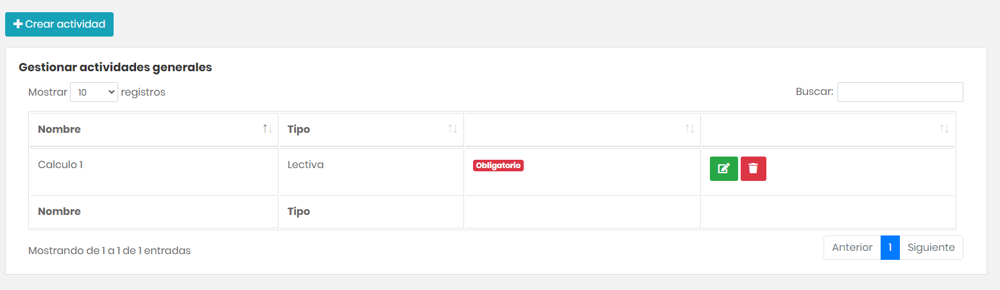 Crear actividad
Gestionar actividades generales
Mostrar 10 registros
Buscar:
Nombre Tipo
Calculo 1 Lectiva Obligatorio
Nombre Tipo
Mostrando de 1 a 1 de 1 entradas
Anterior 1 Siguiente